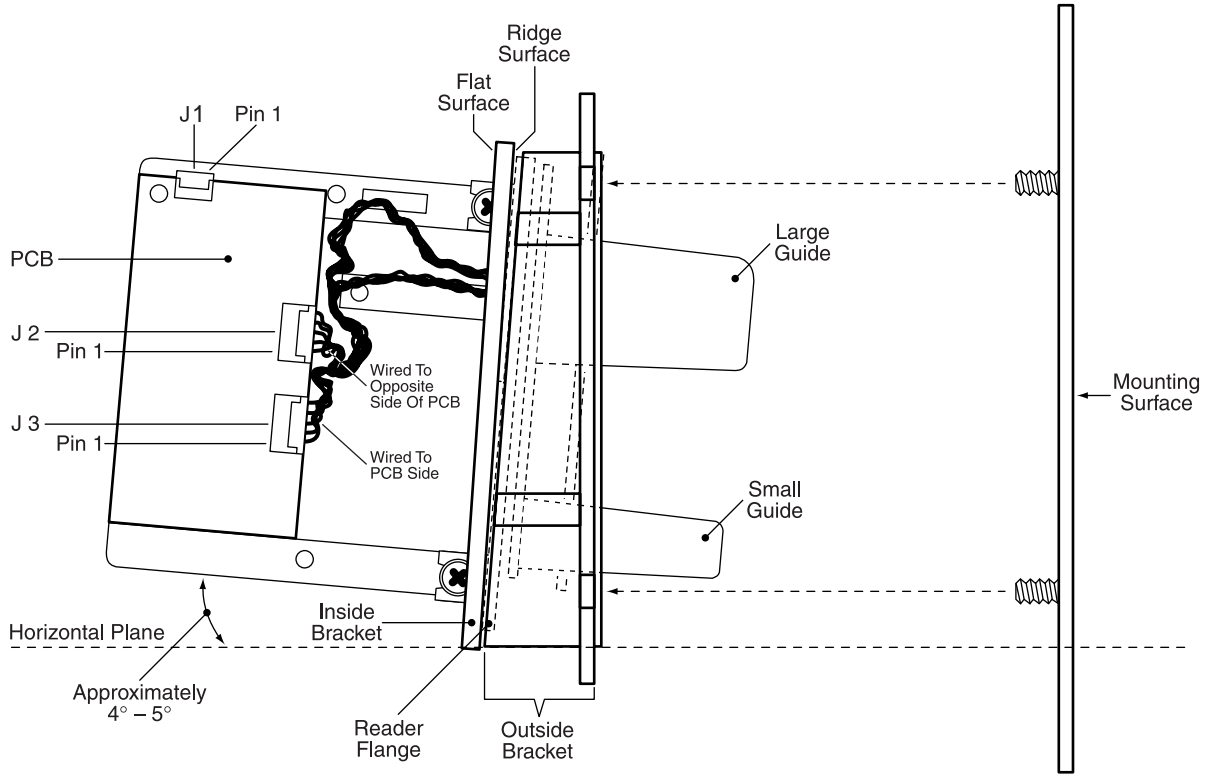 Ridge
Surface
Flat
Surface
J1
Pin 1
PCB
Large
Guide
J 2
Pin 1
Wired To
Opposite
Side Of PCB
Mounting
Surface
J 3
Pin 1
Wired To
PCB Side
Small
Guide
Inside
Bracket
Horizontal Plane
Approximately
4° – 5°
Reader
Flange
Outside
Bracket